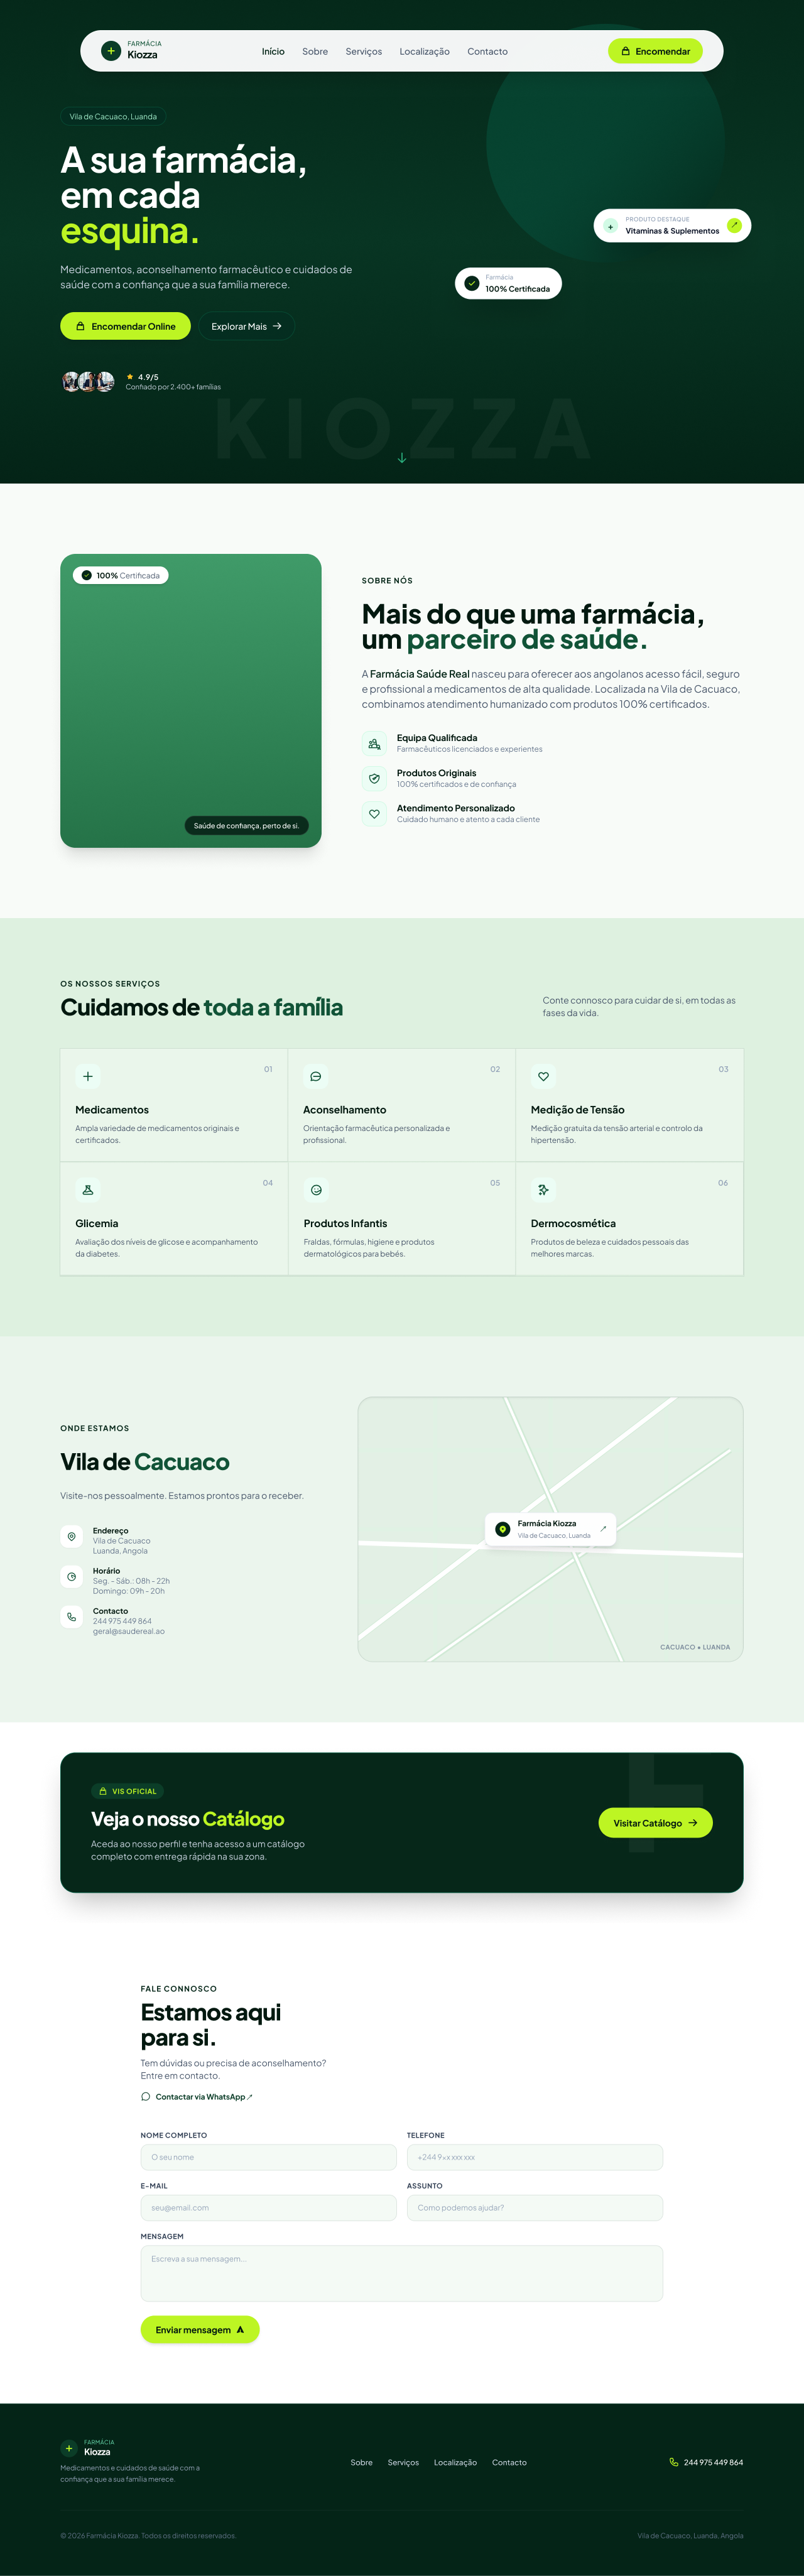 FARMÁCIA
Kiozza
Início
Sobre
Serviços
Localização
Contacto
Encomendar
Vila de Cacuaco, Luanda
A sua farmácia,
em cada
esquina.
Medicamentos, aconselhamento farmacêutico e cuidados de
saúde com a confiança que a sua família merece.
Encomendar Online
Explorar Mais
4.9/5
Confiado por 2.400+ famílias
PRODUTO DESTAQUE
Vitaminas & Suplementos
Farmácia
100% Certificada
KIOZZA
100% Certificada
Saúde de confiança, perto de si.
SOBRE NÓS
Mais do que uma farmácia,
um parceiro de saúde.
A Farmácia Saúde Real nasceu para oferecer aos angolanos acesso fácil, seguro
e profissional a medicamentos de alta qualidade. Localizada na Vila de Cacuaco,
combinamos atendimento humanizado com produtos 100% certificados.
Equipa Qualificada
Farmacêuticos licenciados e experientes
Produtos Originais
100% certificados e de confiança
Atendimento Personalizado
Cuidado humano e atento a cada cliente
OS NOSSOS SERVIÇOS
Cuidamos de toda a família
Conte connosco para cuidar de si, em todas as
fases da vida.
01
Medicamentos
Ampla variedade de medicamentos originais e
certificados.
02
Aconselhamento
Orientação farmacêutica personalizada e
profissional.
03
Medição de Tensão
Medição gratuita da tensão arterial e controlo da
hipertensão.
04
Glicemia
Avaliação dos níveis de glicose e acompanhamento
da diabetes.
05
Produtos Infantis
Fraldas, fórmulas, higiene e produtos
dermatológicos para bebés.
06
Dermocosmética
Produtos de beleza e cuidados pessoais das
melhores marcas.
ONDE ESTAMOS
Vila de Cacuaco
Visite-nos pessoalmente. Estamos prontos para o receber.
Endereço
Vila de Cacuaco
Luanda, Angola
Horário
Seg. - Sáb.: 08h - 22h
Domingo: 09h - 20h
Contacto
244 975 449 864
geral@saudereal.ao
Farmácia Kiozza
Vila de Cacuaco, Luanda
CACUACO • LUANDA
VIS OFICIAL
Veja o nosso Catálogo
Aceda ao nosso perfil e tenha acesso a um catálogo
completo com entrega rápida na sua zona.
Visitar Catálogo
FALE CONNOSCO
Estamos aqui
para si.
Tem dúvidas ou precisa de aconselhamento?
Entre em contacto.
Contactar via WhatsApp
NOME COMPLETO
O seu nome
TELEFONE
+244 9xx xxx xxx
E-MAIL
seu@email.com
ASSUNTO
Como podemos ajudar?
MENSAGEM
Escreva a sua mensagem...
Enviar mensagem
FARMÁCIA
Kiozza
Medicamentos e cuidados de saúde com a
confiança que a sua família merece.
Sobre
Serviços
Localização
Contacto
244 975 449 864
© 2026 Farmácia Kiozza. Todos os direitos reservados.
Vila de Cacuaco, Luanda, Angola